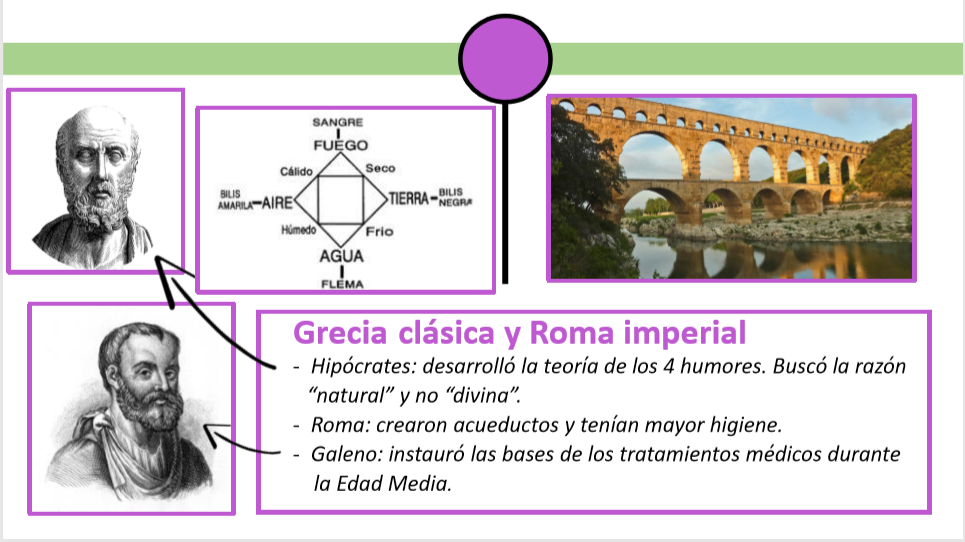 SANGRE
FUEGO
Cálido
Seco
BILIS
AMARILA
AIRE
TIERRA
BILIS
NEGRA
Húmedo
Frio
AGUA
FLEMA
Grecia clásica y Roma imperial
- Hipócrates: desarrolló la teoría de los 4 humores. Buscó la razón
“natural” y no “divina”.
- Roma: crearon acueductos y tenían mayor higiene.
- Galeno: instauró las bases de los tratamientos médicos durante
la Edad Media.